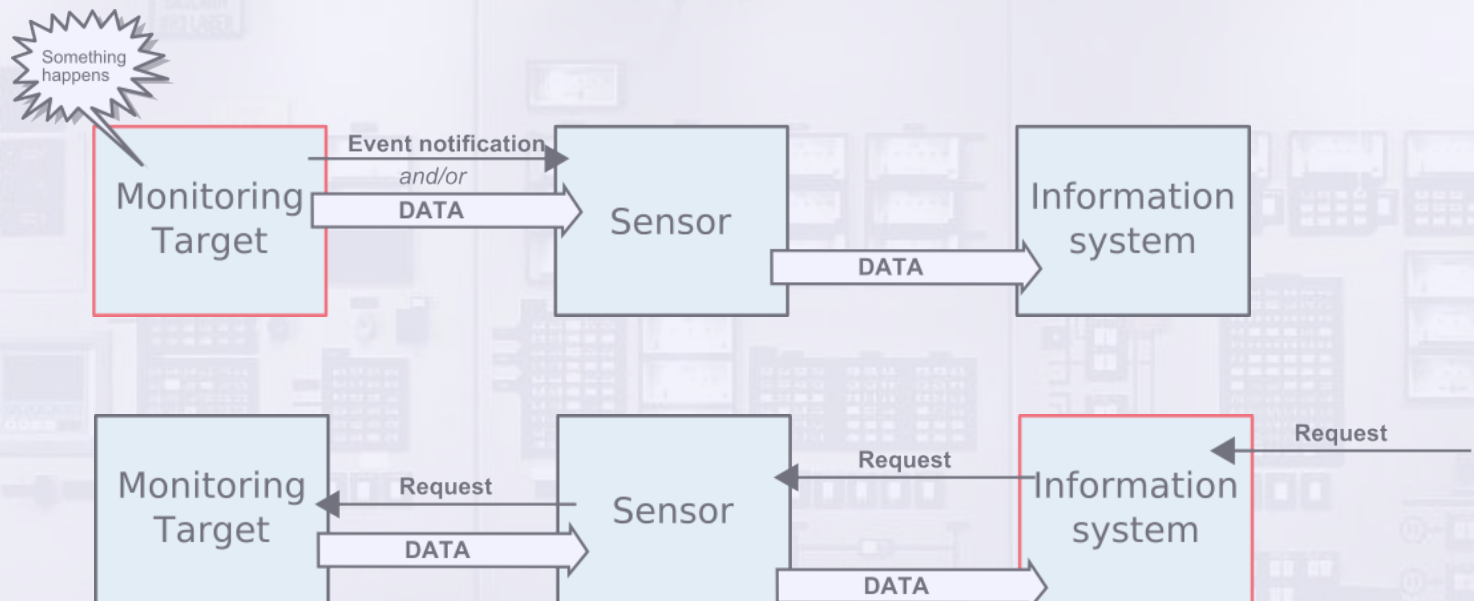 Something
happens
Event notification
and/or
DATA
Monitoring
Target
Sensor
Information
system
DATA
Request
Request
Request
Monitoring
Target
Sensor
Information
system
DATA
DATA